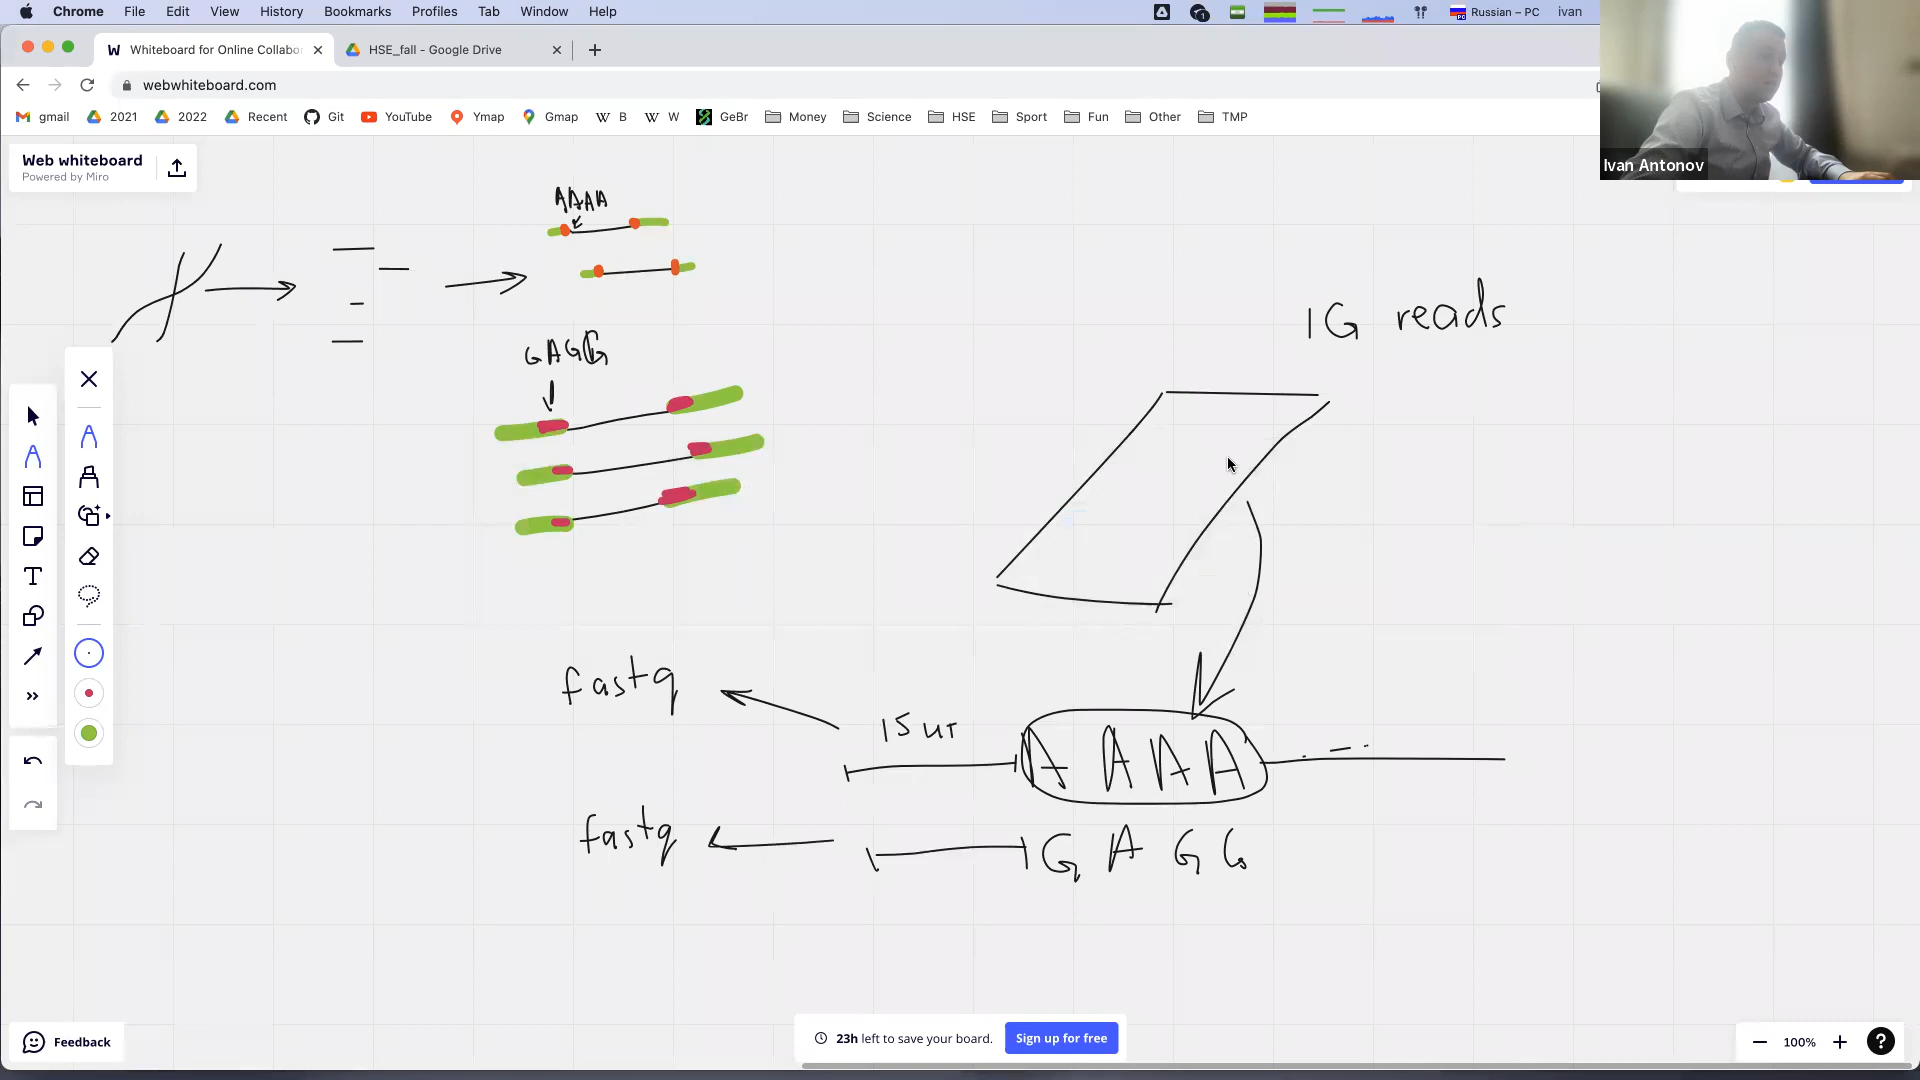 Chrome File Edit View History Bookmarks Profiles Tab Window Help
1
Russian – PC ivan
PC
W Whiteboard for Online Collabo
HSE_fall - Google Drive
webwhiteboard.com
gmail 2021 2022 Recent Git YouTube Ymap Gmap W B W W GeBr Money Science HSE Sport Fun Other TMP
Ivan Antonov
Web whiteboard
Powered by Miro
AAAA
1G reads
GAGG
fastq
15 нт
A A A A
fastq
G A G G
T
Feedback
23h left to save your board. Sign up for free
100%
?